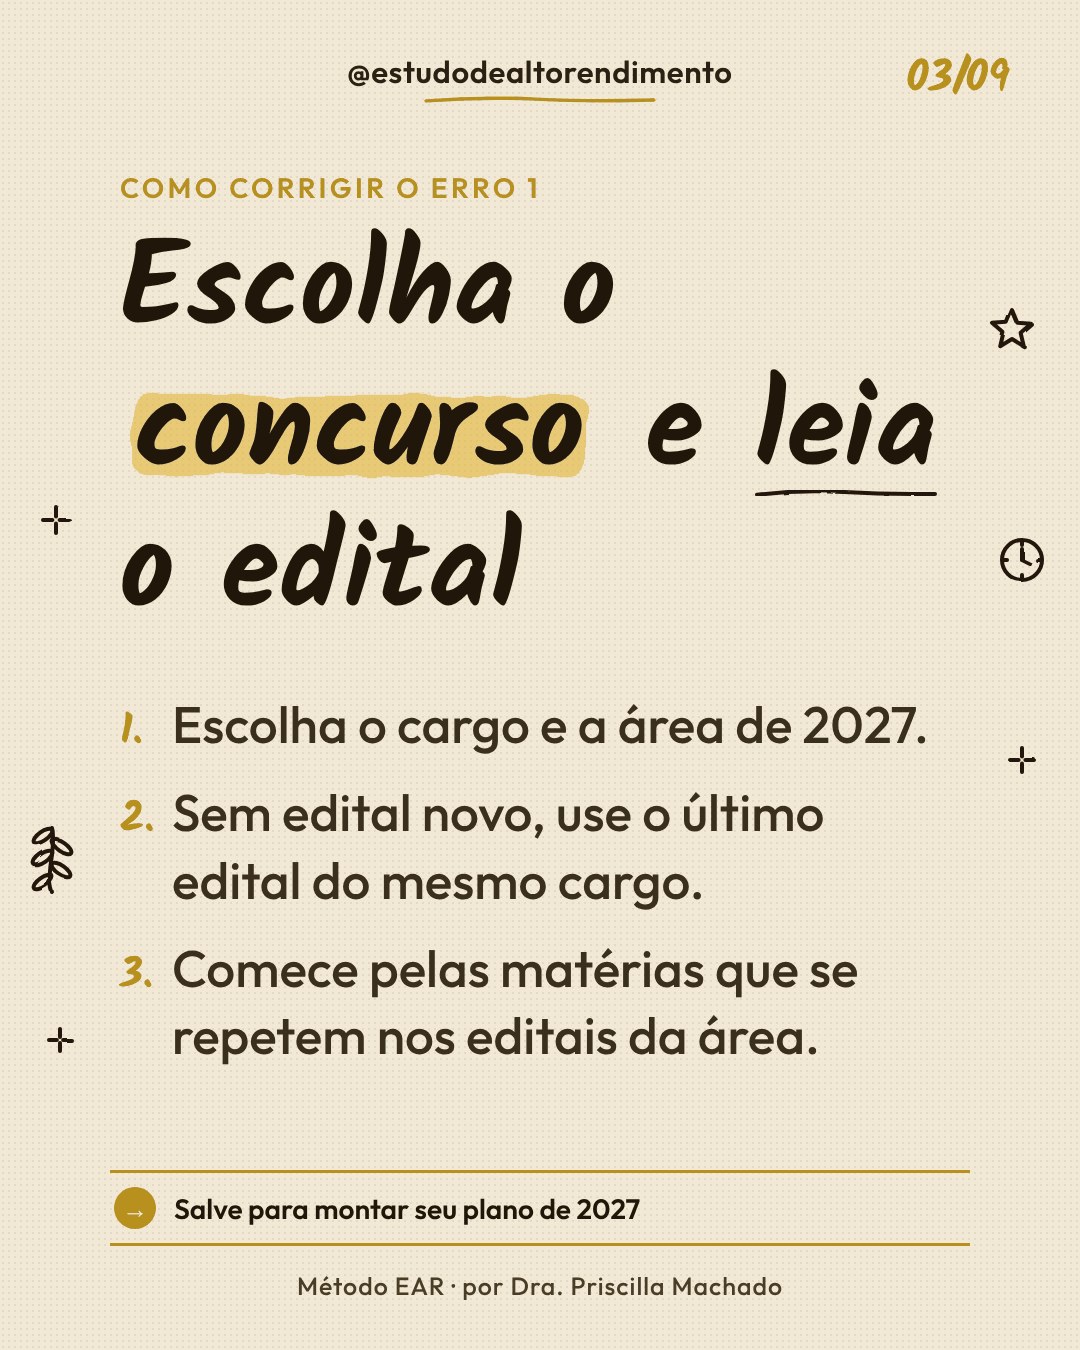 @estudodealtorendimento
03/09
COMO CORRIGIR O ERRO 1
Escolha o
concurso e leia
o edital
1. Escolha o cargo e a área de 2027.
2. Sem edital novo, use o último
edital do mesmo cargo.
3. Comece pelas matérias que se
repetem nos editais da área.
→ Salve para montar seu plano de 2027
Método EAR · por Dra. Priscilla Machado